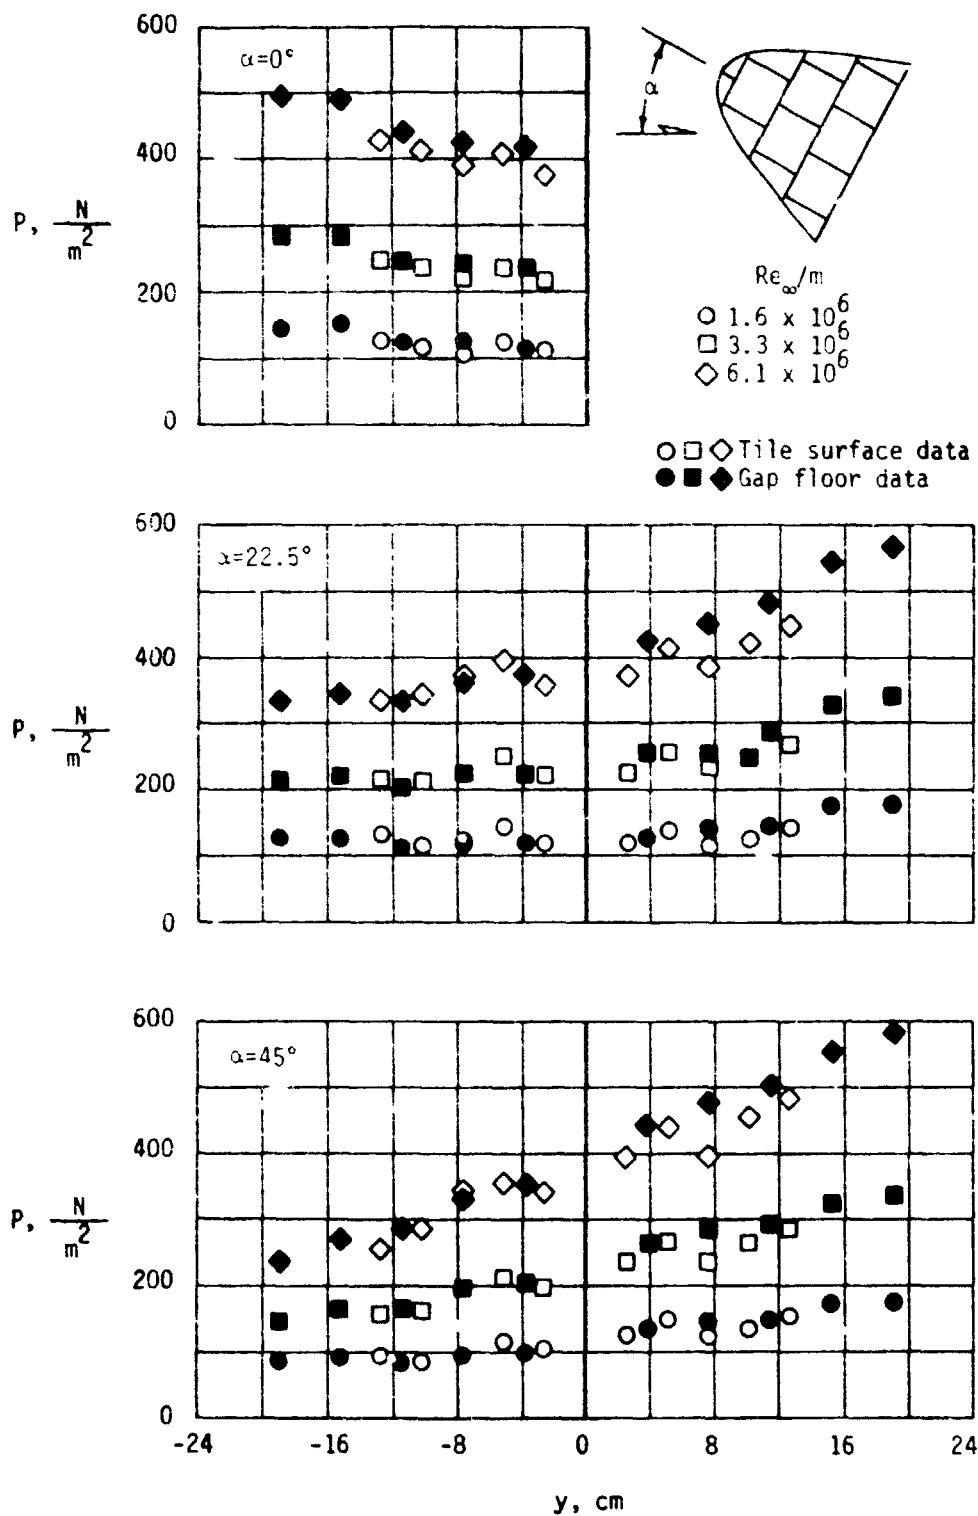 600
α=0°
400
P, N/m²
200
0
α
Re∞/m
○ 1.6 x 10⁶
□ 3.3 x 10⁶
◇ 6.1 x 10⁶
○ □ ◇ Tile surface data
● ■ ◆ Gap floor data
600
α=22.5°
400
P, N/m²
200
0
600
α=45°
400
P, N/m²
200
0
-24 -16 -8 0 8 16 24
y, cm